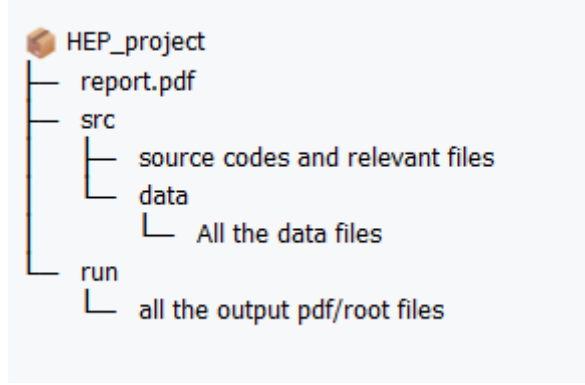 HEP_project
report.pdf
src
source codes and relevant files
data
All the data files
run
all the output pdf/root files